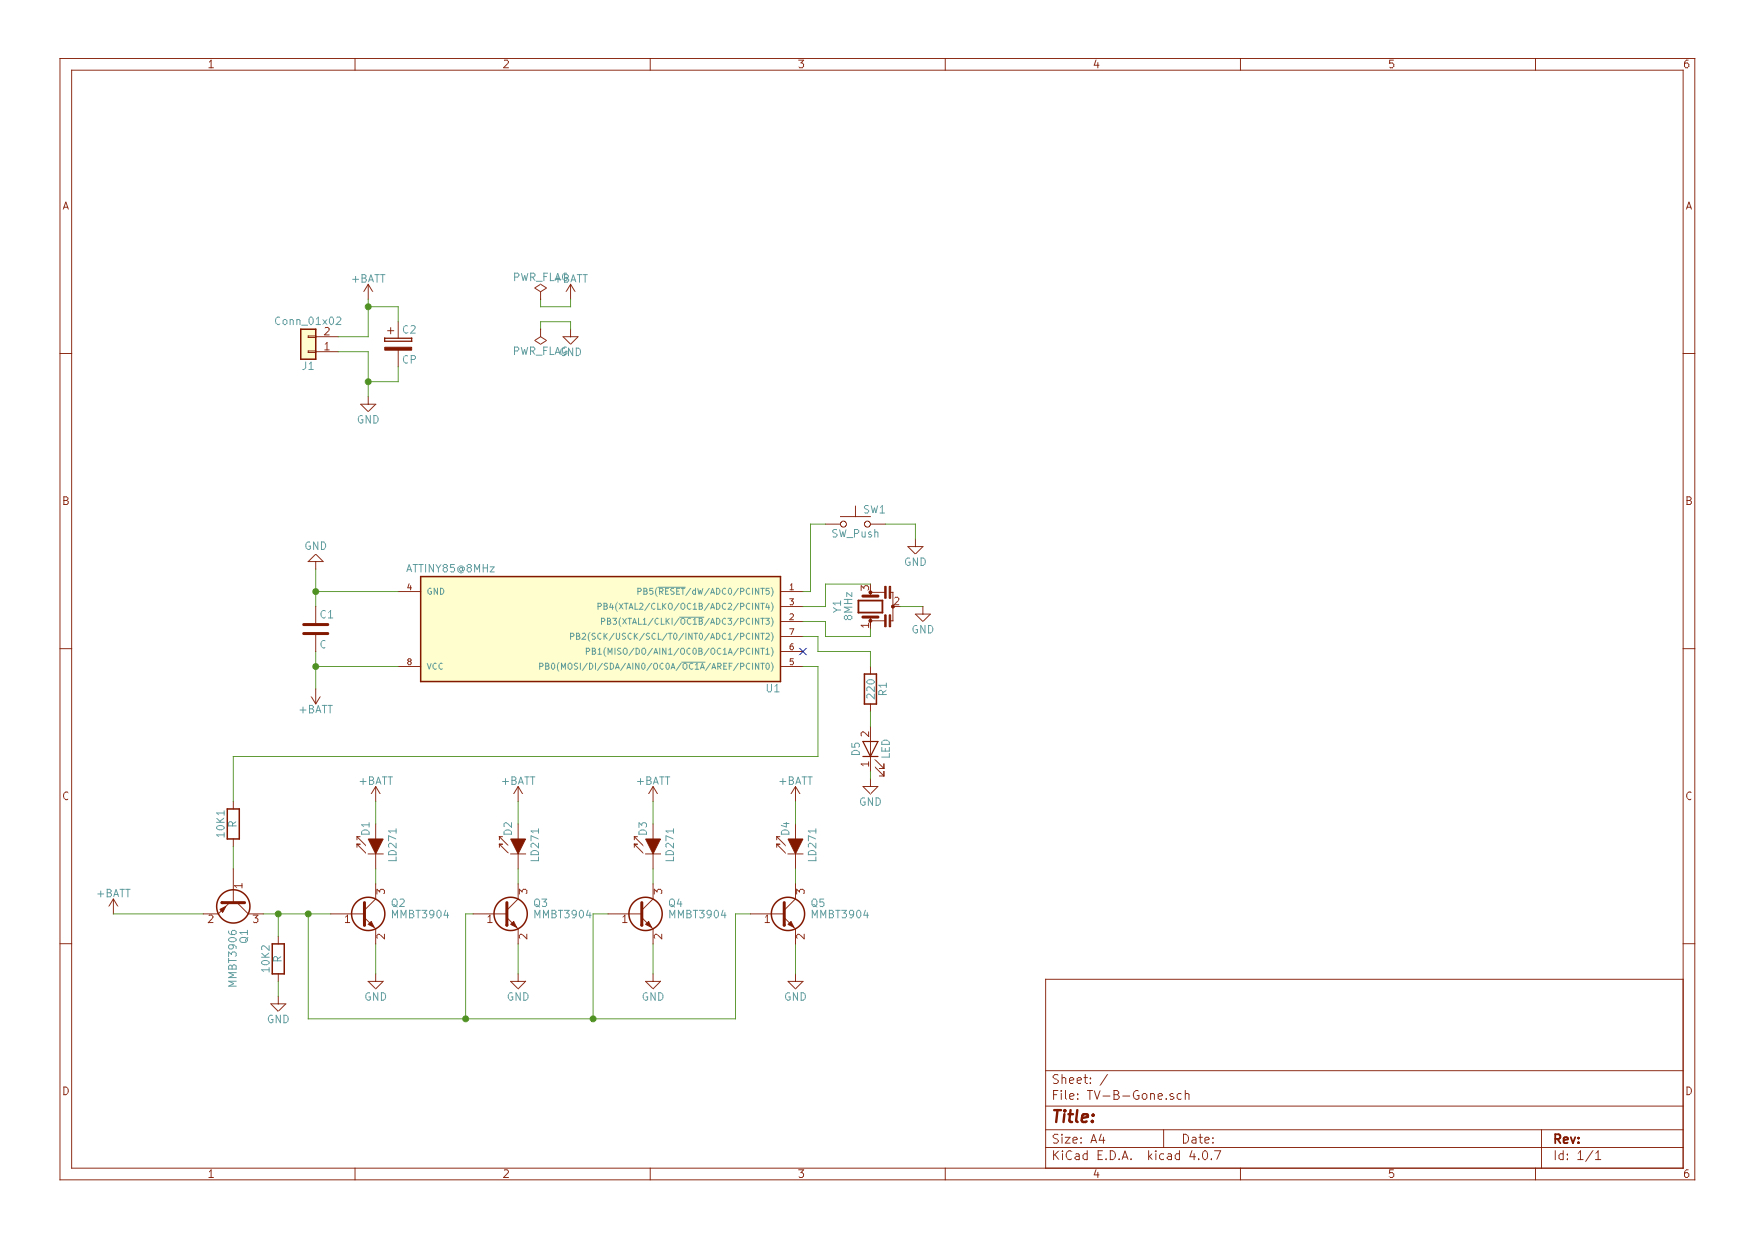 1 2 3 4 5 6
A A
+BATT
PWR_FLAG +BATT
Conn_01x02
2
1
J1
+ C2
CP
PWR_FLAG GND
GND
B B
SW1
SW_Push
GND
GND
ATTINY85@8MHz
4 GND
8 VCC
PB5(RESET/dW/ADC0/PCINT5) 1
PB4(XTAL2/CLKO/OC1B/ADC2/PCINT4) 3
PB3(XTAL1/CLKI/OC1B/ADC3/PCINT3) 2
PB2(SCK/USCK/SCL/T0/INT0/ADC1/PCINT2) 7
PB1(MISO/DO/AIN1/OC0B/OC1A/PCINT1) 6
PB0(MOSI/DI/SDA/AIN0/OC0A/OC1A/AREF/PCINT0) 5
U1
C1
C
+BATT
Y1
8MHz
3
2
1
GND
220
R1
2
D5
LED
1
GND
C C
+BATT +BATT +BATT +BATT
10K1
R
D1
LD271
D2
LD271
D3
LD271
D4
LD271
+BATT
1
2
3
MMBT3906
Q1
10K2
R
GND
3
1
2
Q2
MMBT3904
GND
3
1
2
Q3
MMBT3904
GND
3
1
2
Q4
MMBT3904
GND
3
1
2
Q5
MMBT3904
GND
D D
Sheet: /
File: TV-B-Gone.sch
Title:
Size: A4 Date: Rev:
KiCad E.D.A. kicad 4.0.7 Id: 1/1
1 2 3 4 5 6